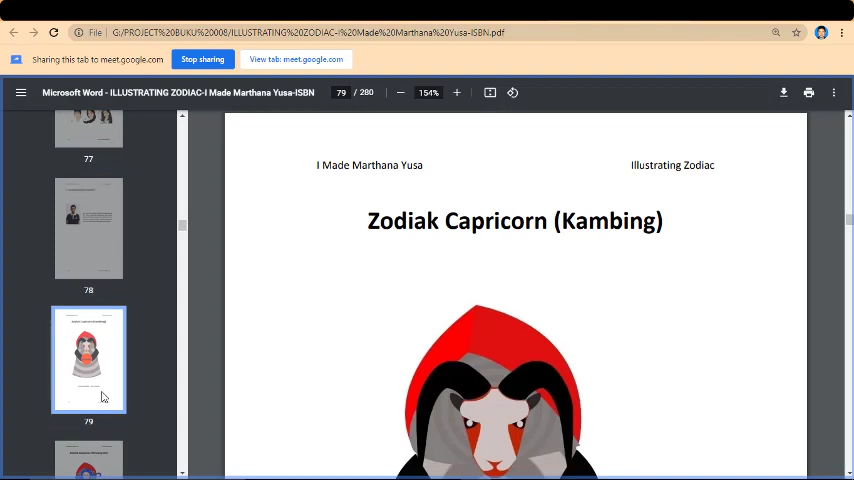 File
G:/PROJECT%20BUKU%20008/ILLUSTRATING%20ZODIAC-I%20Made%20Marthana%20Yusa-ISBN.pdf
Sharing this tab to meet.google.com
Stop sharing
View tab: meet.google.com
Microsoft Word - ILLUSTRATING ZODIAC-I Made Marthana Yusa-ISBN
79 / 280
154%
77
78
79
I Made Marthana Yusa
Illustrating Zodiac
Zodiak Capricorn (Kambing)